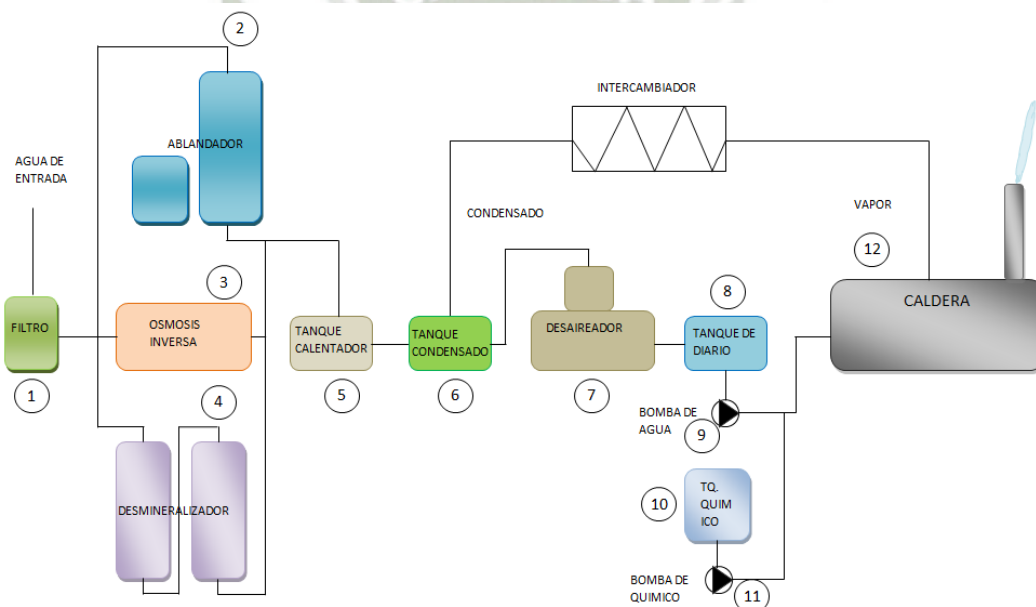 2
INTERCAMBIADOR
ABLANDADOR
AGUA DE
ENTRADA
CONDENSADO
VAPOR
12
3
8
CALDERA
FILTRO
OSMOSIS
INVERSA
TANQUE
CALENTADOR
TANQUE
CONDENSADO
DESAIREADOR
TANQUE DE
DIARIO
1
4
5
6
7
BOMBA DE
AGUA
9
DESMINERALIZADOR
10
TQ.
QUIM
ICO
BOMBA DE
QUIMICO
11